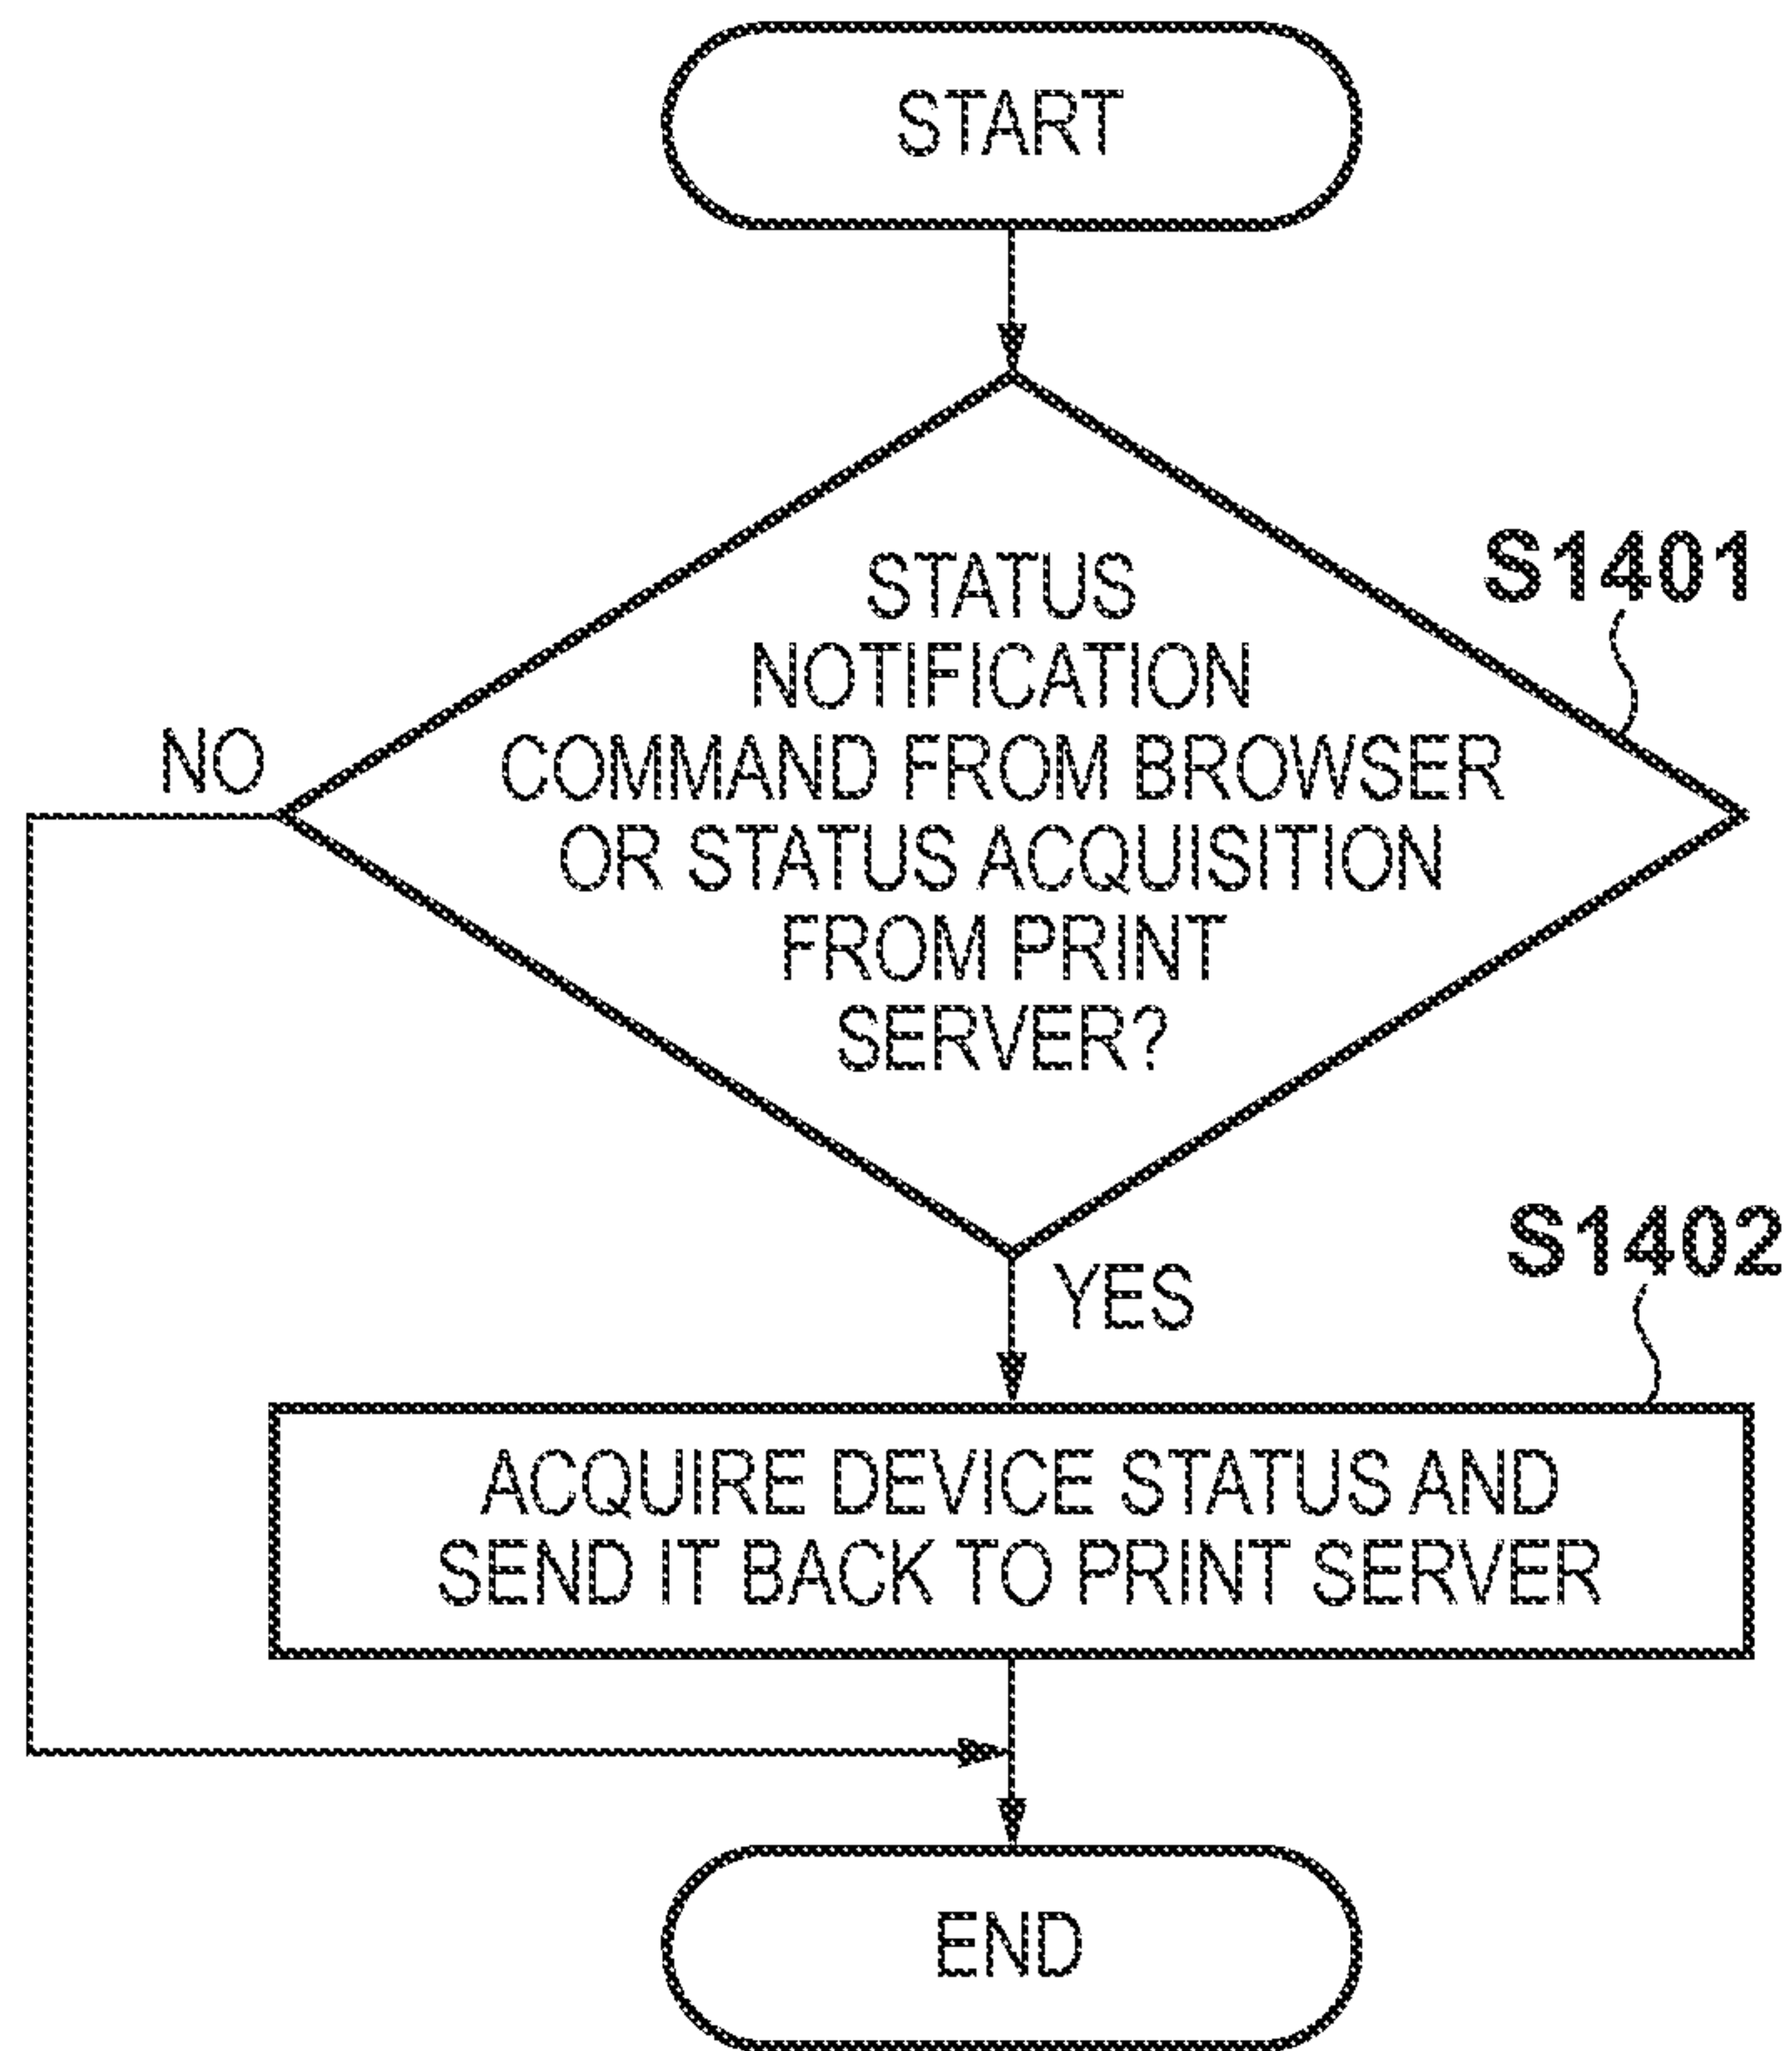 START
S1401
STATUS
NOTIFICATION
COMMAND FROM BROWSER
OR STATUS ACQUISITION
FROM PRINT
SERVER?
NO
YES
S1402
ACQUIRE DEVICE STATUS AND
SEND IT BACK TO PRINT SERVER
END